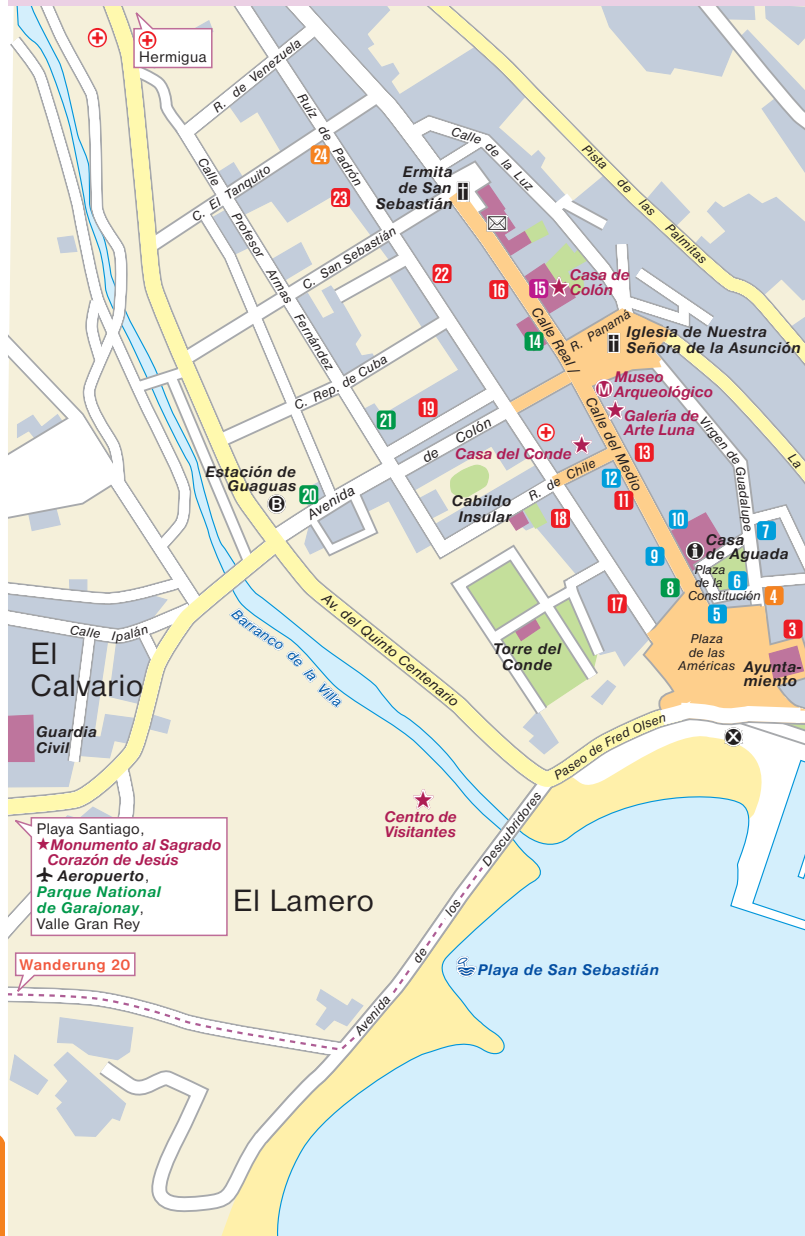 Hermigua
R. de Venezuela
Ruíz de Padrón
Calle de la Luz
Pista de las Palmitas
24
C. El Tanquito
23
Ermita
de San
Sebastián
Calle Profesor Armas Fernández
C. San Sebastián
22
16
15
Casa de
Colón
14
Calle Real /
Calle del Medio
R. Panamá
Iglesia de Nuestra
Señora de la Asunción
C. Rep. de Cuba
21
19
Museo
M
Arqueológico
Galería de
Arte Luna
Virgen de Guadalupe
La
Avenida de Colón
Casa del Conde
13
12
11
R. de Chile
Estación de
Guaguas
20
B
Cabildo
Insular
18
10
7
Casa
de Aguada
i
9
Plaza
de la
Constitución
6
8
5
4
17
3
Plaza
de las
Américas
Ayunta-
miento
Torre del
Conde
Av. del Quinto Centenario
Barranco de la Villa
Calle Ipalán
El
Calvario
Guardia
Civil
Paseo de Fred Olsen
Centro de
Visitantes
Playa Santiago,
Monumento al Sagrado
Corazón de Jesús
Aeropuerto,
Parque National
de Garajonay,
Valle Gran Rey
El Lamero
Avenida de los Descubridores
Wanderung 20
Playa de San Sebastián